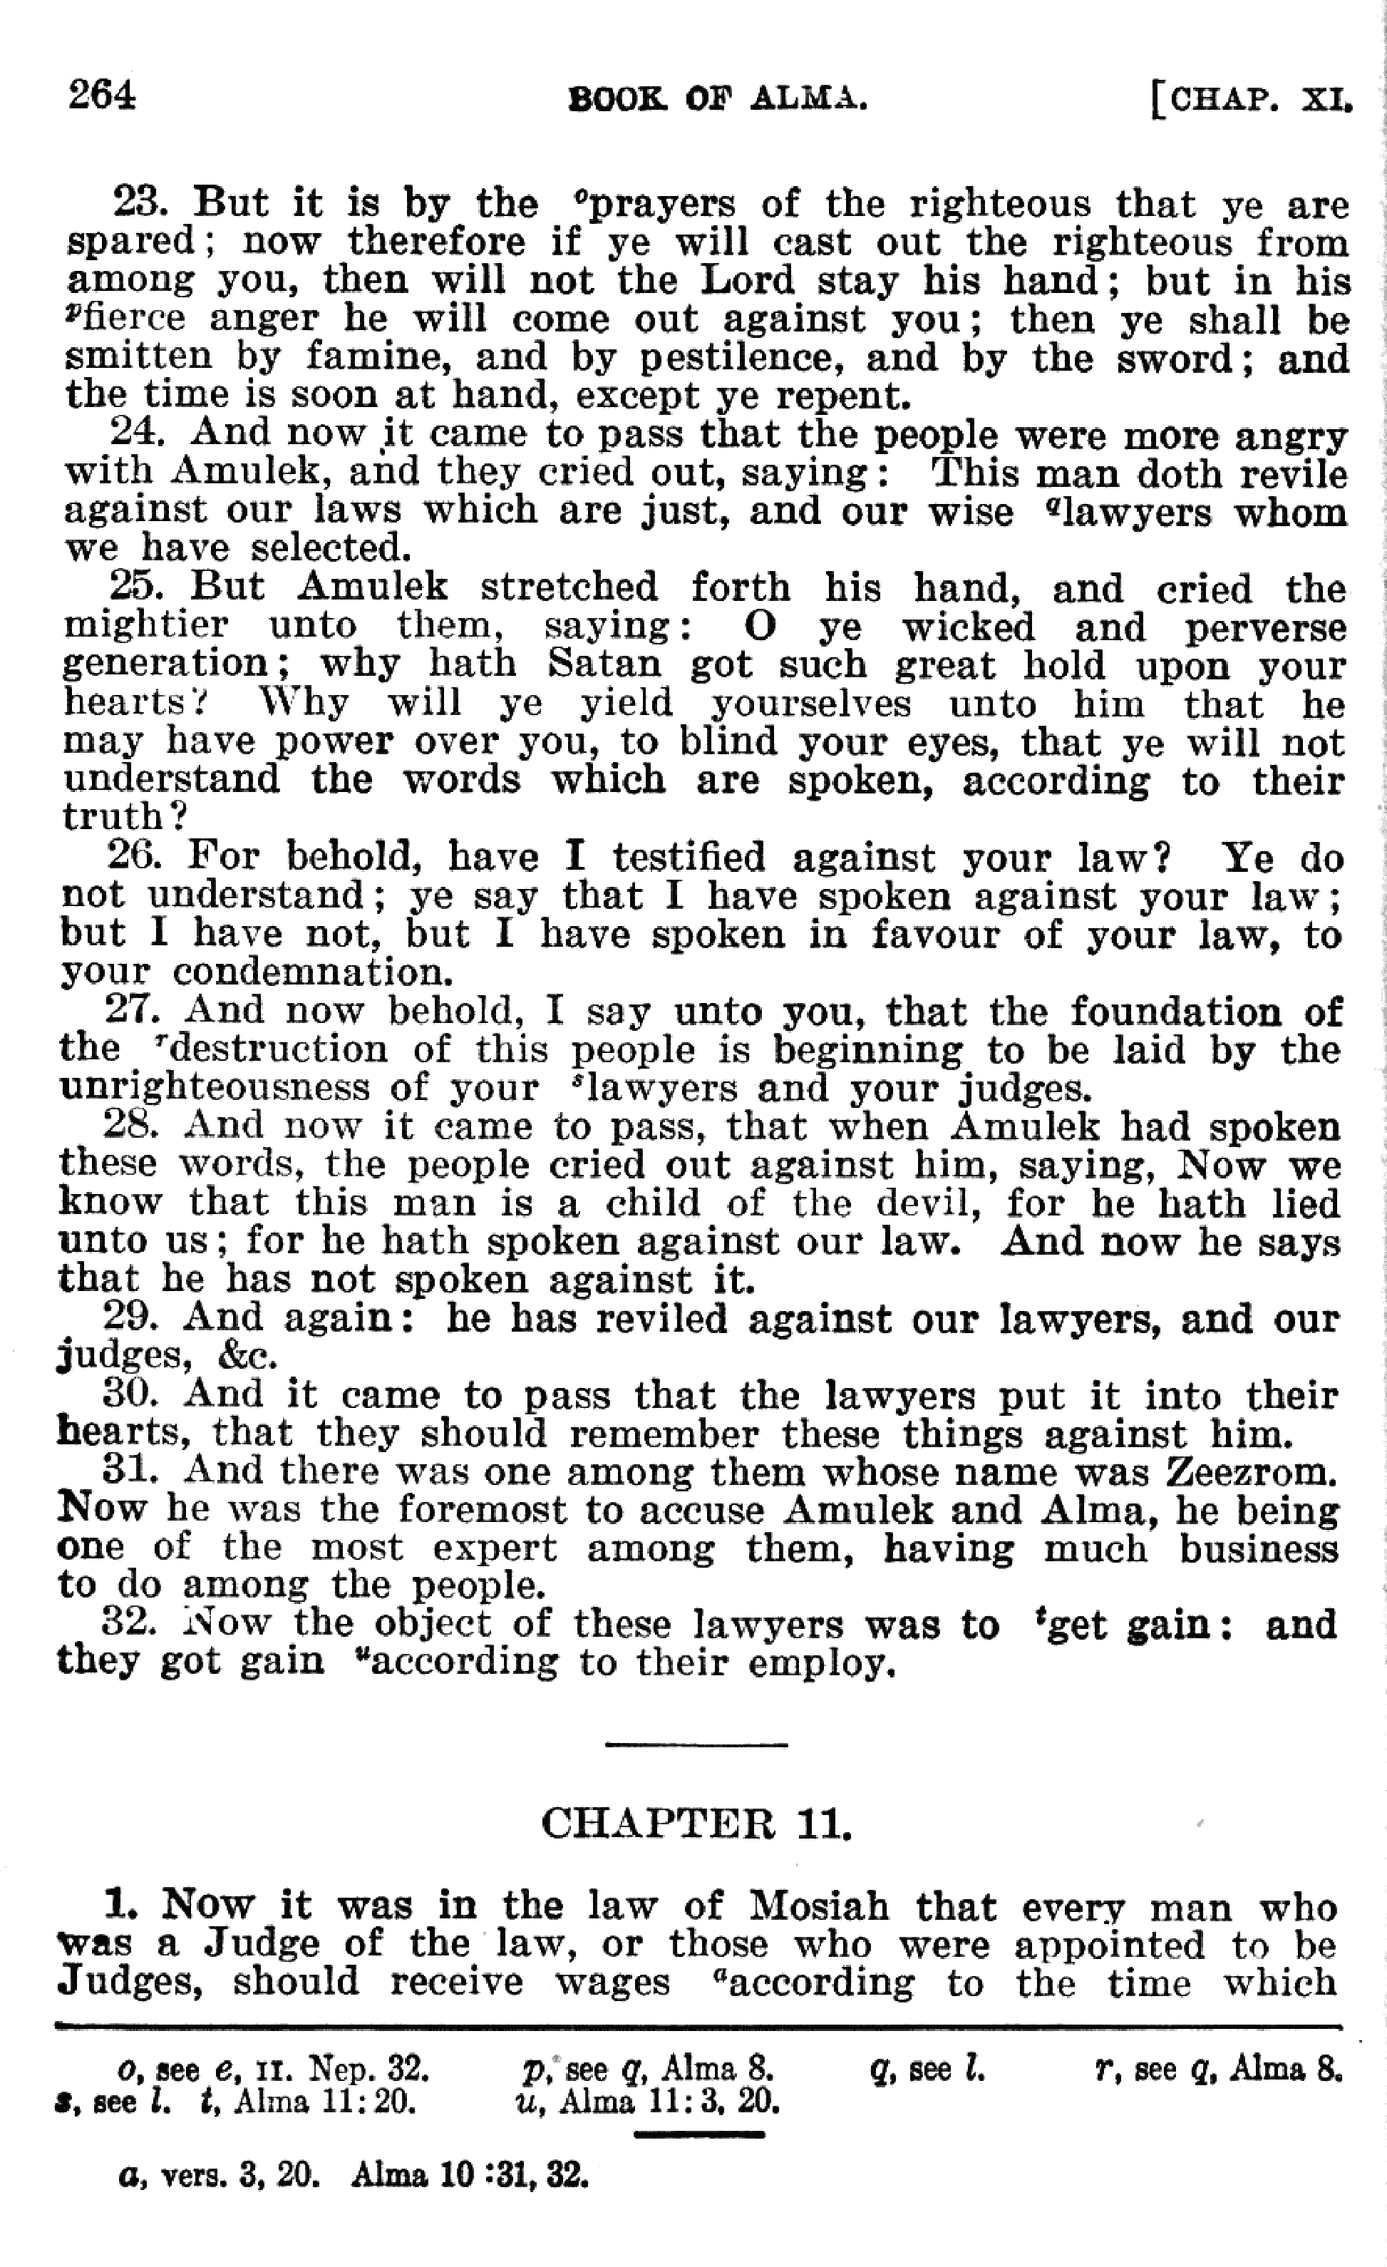 264 BOOK OF ALMA. [CHAP. XI.
23. But it is by the ᵒprayers of the righteous that ye are
spared; now therefore if ye will cast out the righteous from
among you, then will not the Lord stay his hand; but in his
ᵖfierce anger he will come out against you; then ye shall be
smitten by famine, and by pestilence, and by the sword; and
the time is soon at hand, except ye repent.
24. And now it came to pass that the people were more angry
with Amulek, and they cried out, saying: This man doth revile
against our laws which are just, and our wise qlawyers whom
we have selected.
25. But Amulek stretched forth his hand, and cried the
mightier unto them, saying: O ye wicked and perverse
generation; why hath Satan got such great hold upon your
hearts? Why will ye yield yourselves unto him that he
may have power over you, to blind your eyes, that ye will not
understand the words which are spoken, according to their
truth?
26. For behold, have I testified against your law? Ye do
not understand; ye say that I have spoken against your law;
but I have not, but I have spoken in favour of your law, to
your condemnation.
27. And now behold, I say unto you, that the foundation of
the ʳdestruction of this people is beginning to be laid by the
unrighteousness of your ˢlawyers and your judges.
28. And now it came to pass, that when Amulek had spoken
these words, the people cried out against him, saying, Now we
know that this man is a child of the devil, for he hath lied
unto us; for he hath spoken against our law. And now he says
that he has not spoken against it.
29. And again: he has reviled against our lawyers, and our
judges, &c.
30. And it came to pass that the lawyers put it into their
hearts, that they should remember these things against him.
31. And there was one among them whose name was Zeezrom.
Now he was the foremost to accuse Amulek and Alma, he being
one of the most expert among them, having much business
to do among the people.
32. Now the object of these lawyers was to ᵗget gain: and
they got gain ᵘaccording to their employ.
CHAPTER 11.
1. Now it was in the law of Mosiah that every man who
was a Judge of the law, or those who were appointed to be
Judges, should receive wages ᵃaccording to the time which
o, see e, II. Nep. 32. p, see q, Alma 8. q, see l. r, see q, Alma 8.
s, see l. t, Alma 11: 20. u, Alma 11: 3, 20.
a, vers. 3, 20. Alma 10 :31, 32.